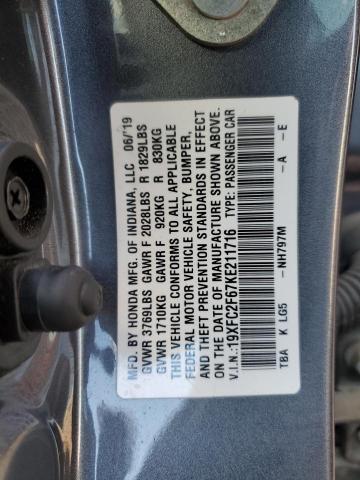 MFD. BY HONDA MFG. OF INDIANA, LLC 06/'19
GVWR 3769LBS GAWR F 2028LBS R 1829LBS
GVWR 1710KG GAWR F 920KG R 830KG
THIS VEHICLE CONFORMS TO ALL APPLICABLE
FEDERAL MOTOR VEHICLE SAFETY, BUMPER,
AND THEFT PREVENTION STANDARDS IN EFFECT
ON THE DATE OF MANUFACTURE SHOWN ABOVE.
V.I.N.: 19XFC2F67KE211716 TYPE: PASSENGER CAR
TBA K LG5 -NH797M -A -E